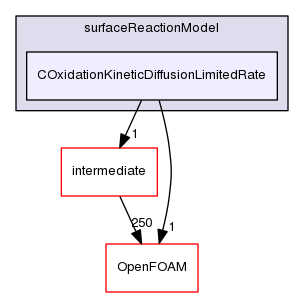 surfaceReactionModel
COxidationKineticDiffusionLimitedRate
1
intermediate
250
1
OpenFOAM